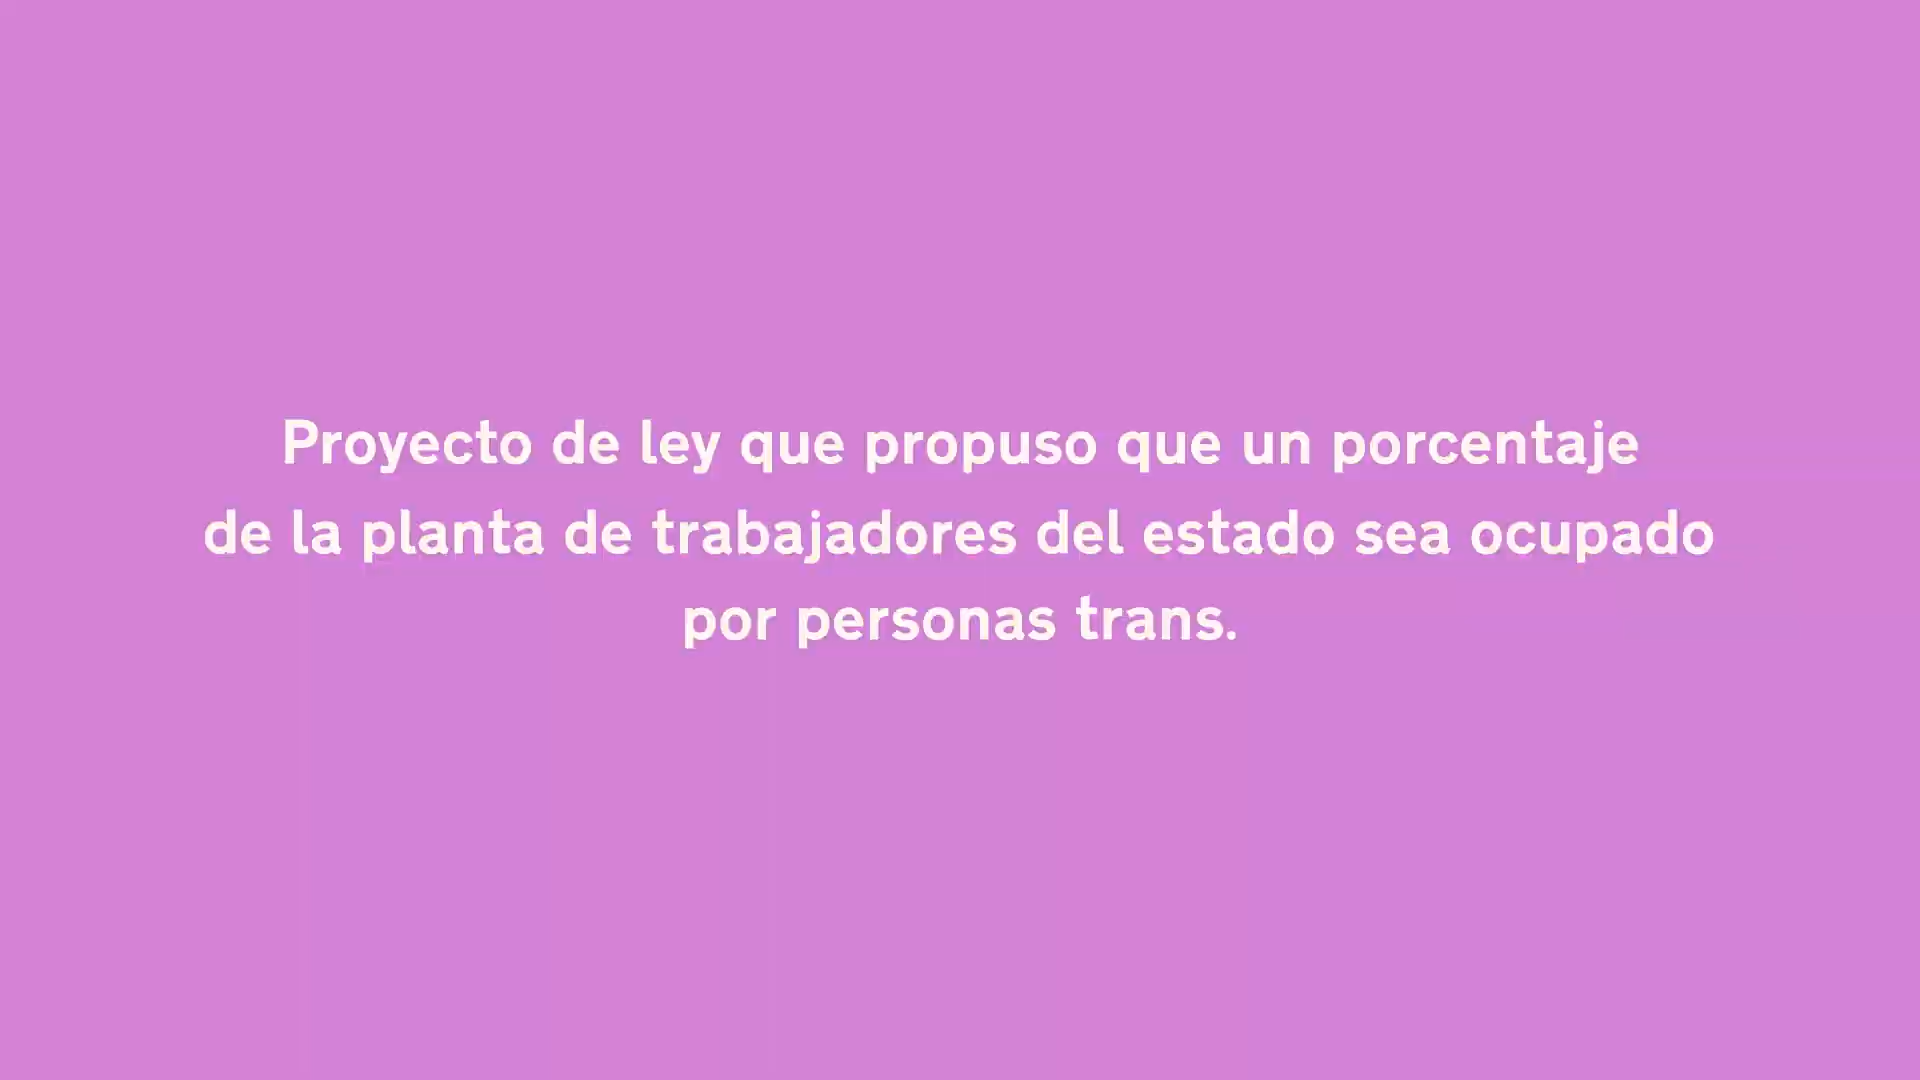 Proyecto de ley que propuso que un porcentaje
de la planta de trabajadores del estado sea ocupado
por personas trans.